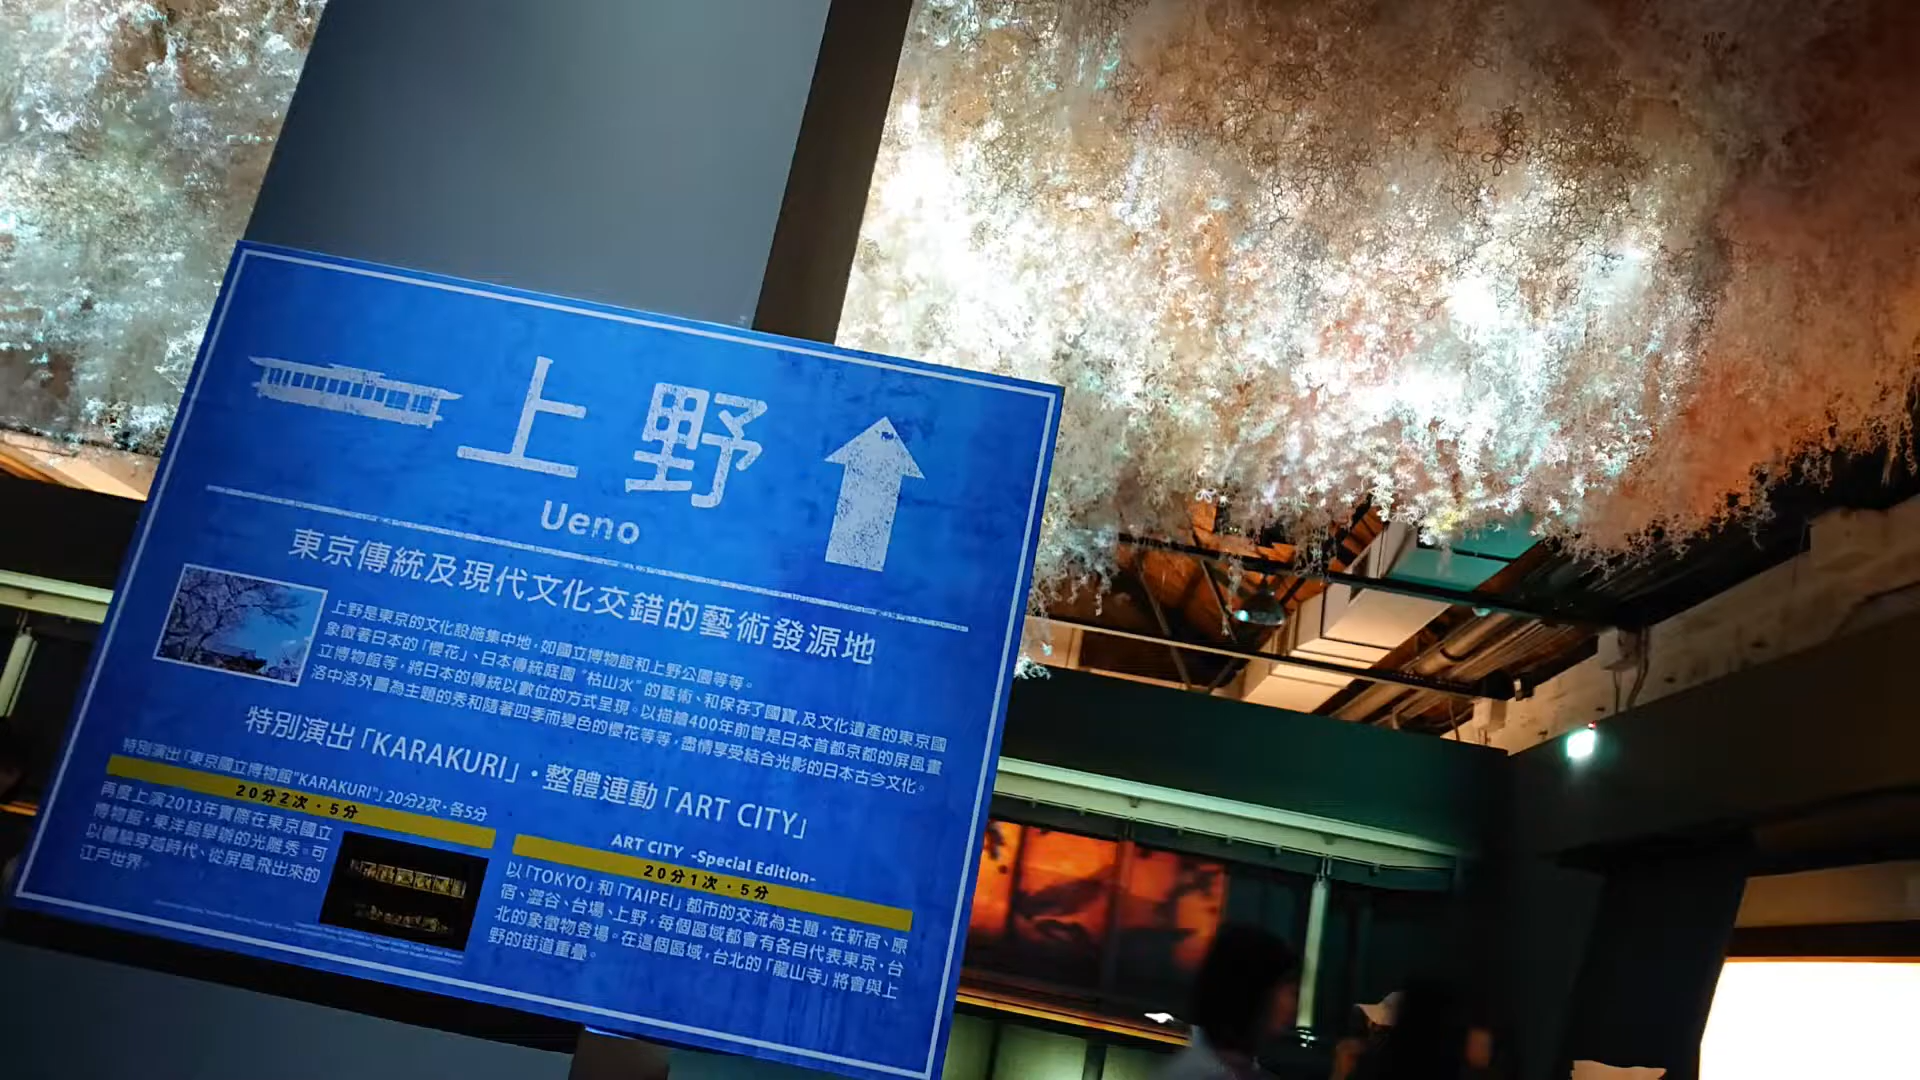 上野
Ueno
東京傳統及現代文化交錯的藝術發源地
上野是東京的文化設施集中地,如國立博物館和上野公園等等。
象徵著日本的「櫻花」、日本傳統庭園"枯山水"的藝術、和保存了國寶,及文化遺產的東京國
立博物館等,將日本的傳統以數位的方式呈現。以描繪400年前曾是日本首都京都的屏風畫
洛中洛外圖為主題的秀和隨著四季而變色的櫻花等等,盡情享受結合光影的日本古今文化。
特別演出「KARAKURI」・整體連動「ART CITY」
特別演出「東京國立博物館"KARAKURI"」20分2次・各5分
20分2次・5分
再度上演2013年實際在東京國立
博物館・東洋館舉辦的光雕秀。可
以體驗穿越時代、從屏風飛出來的
江戶世界。
ART CITY -Special Edition-
20分1次・5分
以「TOKYO」和「TAIPEI」都市的交流為主題,在新宿、原
宿、澀谷、台場、上野,每個區域都會有各自代表東京・台
北的象徵物登場。在這個區域,台北的「龍山寺」將會與上
野的街道重疊。